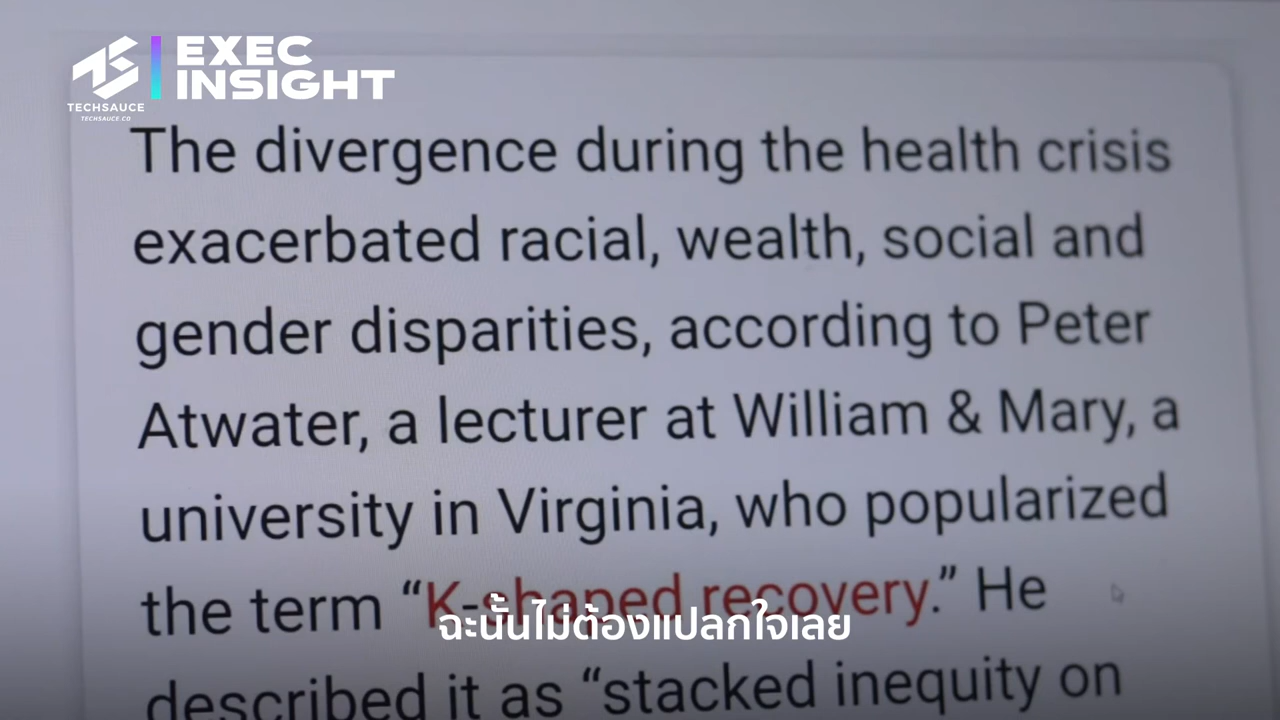 EXEC
INSIGHT
TECHSAUCE
TECHSAUCE.CO
The divergence during the health crisis
exacerbated racial, wealth, social and
gender disparities, according to Peter
Atwater, a lecturer at William & Mary, a
university in Virginia, who popularized
the term “K-shaped recovery.” He
ฉะนั้นไม่ต้องแปลกใจเลย
described it as “stacked inequity on